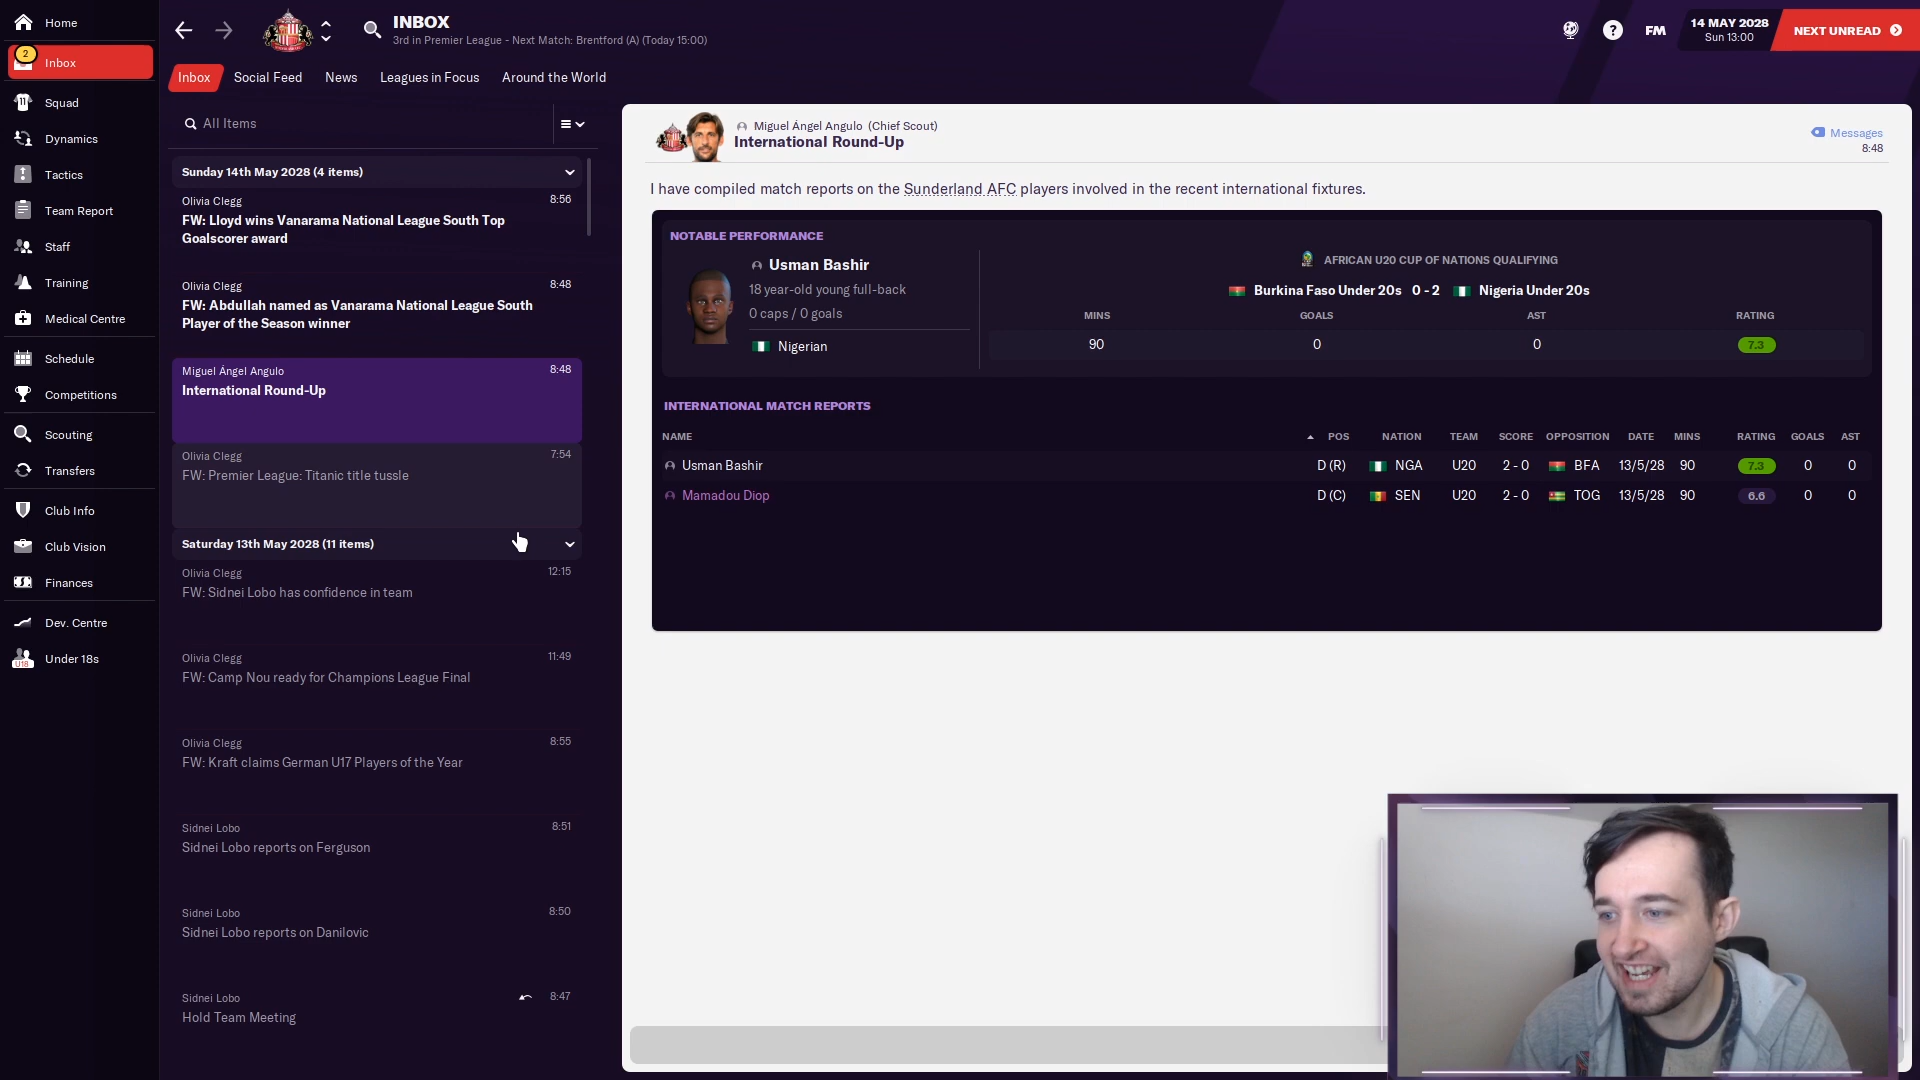 Home
2
Inbox
Squad
Dynamics
Tactics
Team Report
Staff
Training
Medical Centre
Schedule
Competitions
Scouting
Transfers
Club Info
Club Vision
Finances
Dev. Centre
U18
Under 18s
INBOX
3rd in Premier League - Next Match: Brentford (A) (Today 15:00)
FM
14 MAY 2028
Sun 13:00
NEXT UNREAD
Inbox
Social Feed
News
Leagues in Focus
Around the World
All Items
Sunday 14th May 2028 (4 items)
Olivia Clegg 8:56
FW: Lloyd wins Vanarama National League South Top
Goalscorer award
Olivia Clegg 8:48
FW: Abdullah named as Vanarama National League South
Player of the Season winner
Miguel Ángel Angulo 8:48
International Round-Up
Olivia Clegg 7:54
FW: Premier League: Titanic title tussle
Saturday 13th May 2028 (11 items)
Olivia Clegg 12:15
FW: Sidnei Lobo has confidence in team
Olivia Clegg 11:49
FW: Camp Nou ready for Champions League Final
Olivia Clegg 8:55
FW: Kraft claims German U17 Players of the Year
Sidnei Lobo 8:51
Sidnei Lobo reports on Ferguson
Sidnei Lobo 8:50
Sidnei Lobo reports on Danilovic
Sidnei Lobo 8:47
Hold Team Meeting
Miguel Ángel Angulo (Chief Scout)
International Round-Up
Messages
8:48
I have compiled match reports on the Sunderland AFC players involved in the recent international fixtures.
NOTABLE PERFORMANCE
Usman Bashir
18 year-old young full-back
0 caps / 0 goals
Nigerian
AFRICAN U20 CUP OF NATIONS QUALIFYING
Burkina Faso Under 20s 0 - 2 Nigeria Under 20s
MINS GOALS AST RATING
90 0 0 7.3
INTERNATIONAL MATCH REPORTS
NAME POS NATION TEAM SCORE OPPOSITION DATE MINS RATING GOALS AST
Usman Bashir D (R) NGA U20 2 - 0 BFA 13/5/28 90 7.3 0 0
Mamadou Diop D (C) SEN U20 2 - 0 TOG 13/5/28 90 6.6 0 0